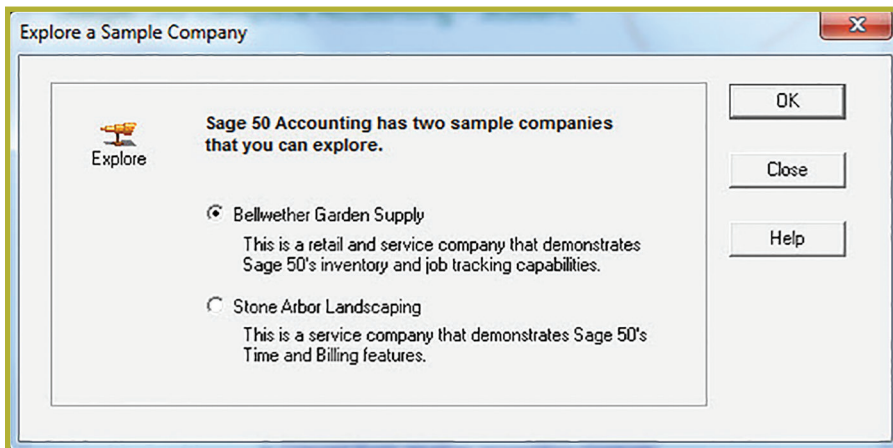 Explore a Sample Company
OK
Explore
Sage 50 Accounting has two sample companies
that you can explore.
Close
Bellwether Garden Supply
This is a retail and service company that demonstrates
Sage 50's inventory and job tracking capabilities.
Help
Stone Arbor Landscaping
This is a service company that demonstrates Sage 50's
Time and Billing features.